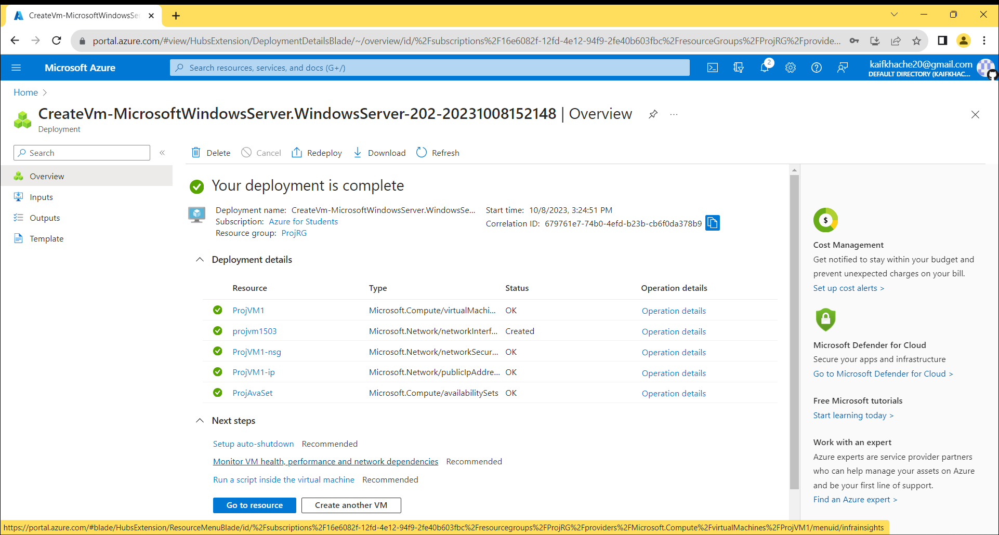 CreateVm-MicrosoftWindowsSer
portal.azure.com/#view/HubsExtension/DeploymentDetailsBlade/~/overview/id/%2Fsubscriptions%2F16e6082f-12fd-4e12-94f9-2fe40b603fbc%2FresourceGroups%2FProjRG%2Fprovide...
Microsoft Azure
Search resources, services, and docs (G+/)
2
kaifkhache20@gmail.com
DEFAULT DIRECTORY (KAIFKHAC...
Home
CreateVm-MicrosoftWindowsServer.WindowsServer-202-20231008152148 | Overview
Deployment
Search
Delete
Cancel
Redeploy
Download
Refresh
Overview
Inputs
Outputs
Template
Your deployment is complete
Deployment name: CreateVm-MicrosoftWindowsServer.WindowsSe...
Subscription: Azure for Students
Resource group: ProjRG
Start time: 10/8/2023, 3:24:51 PM
Correlation ID: 679761e7-74b0-4efd-b23b-cb6f0da378b9
Deployment details
Resource Type Status Operation details
ProjVM1 Microsoft.Compute/virtualMachi... OK Operation details
projvm1503 Microsoft.Network/networkInterf... Created Operation details
ProjVM1-nsg Microsoft.Network/networkSecur... OK Operation details
ProjVM1-ip Microsoft.Network/publicIpAddre... OK Operation details
ProjAvaSet Microsoft.Compute/availabilitySets OK Operation details
Next steps
Setup auto-shutdown Recommended
Monitor VM health, performance and network dependencies Recommended
Run a script inside the virtual machine Recommended
Go to resource
Create another VM
$
Cost Management
Get notified to stay within your budget and
prevent unexpected charges on your bill.
Set up cost alerts >
Microsoft Defender for Cloud
Secure your apps and infrastructure
Go to Microsoft Defender for Cloud >
Free Microsoft tutorials
Start learning today >
Work with an expert
Azure experts are service provider partners
who can help manage your assets on Azure
and be your first line of support.
Find an Azure expert >
https://portal.azure.com/#blade/HubsExtension/ResourceMenuBlade/id/%2Fsubscriptions%2F16e6082f-12fd-4e12-94f9-2fe40b603fbc%2Fresourcegroups%2FProjRG%2Fproviders%2FMicrosoft.Compute%2FvirtualMachines%2FProjVM1/menuid/infrainsights